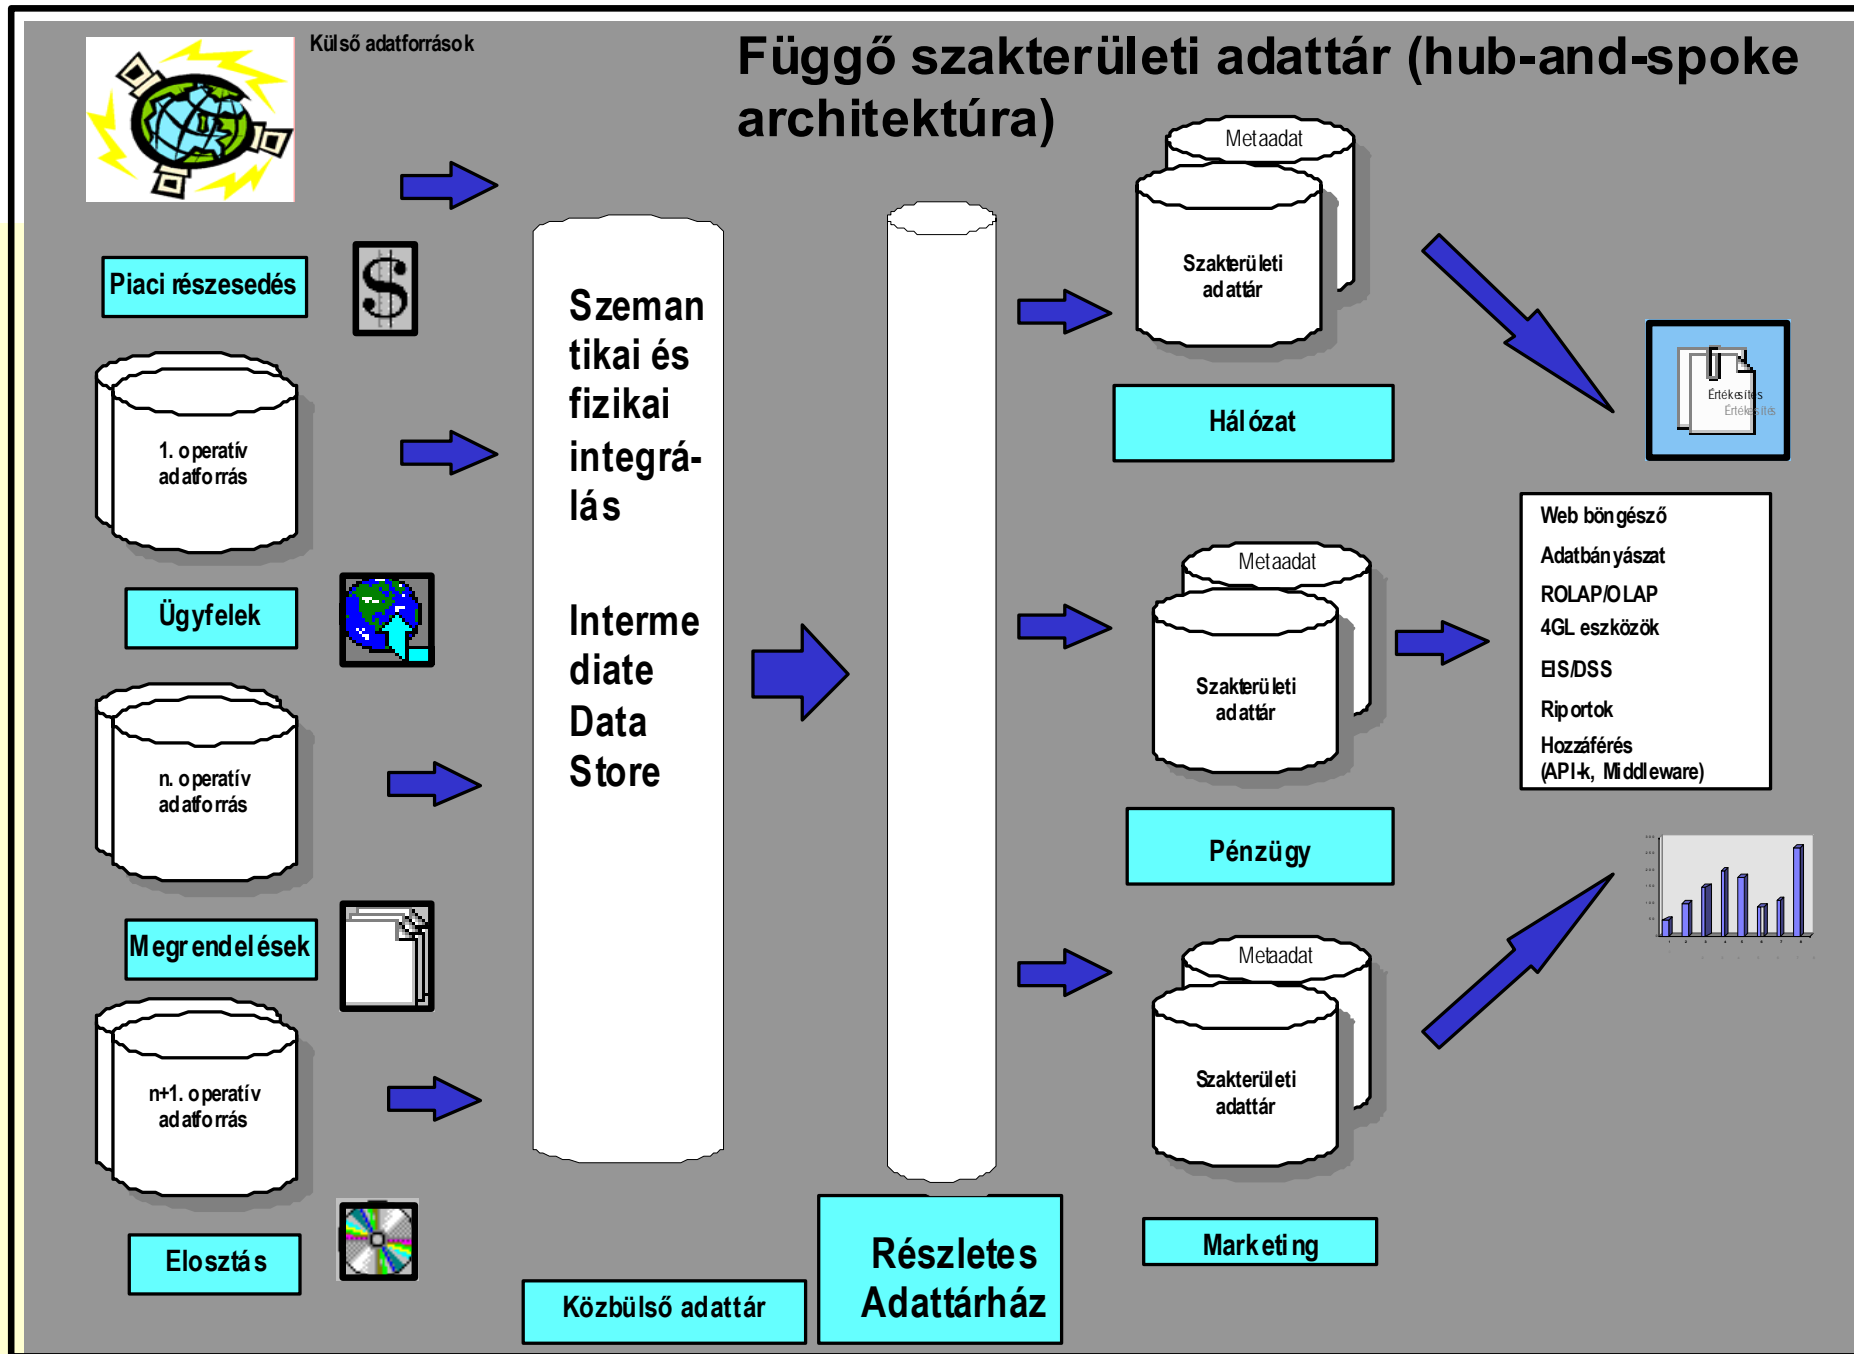 Külső adatforrások
Függő szakterületi adattár (hub-and-spoke
architektúra)
Piaci részesedés
1. operatív
adatforrás
Ügyfelek
n. operatív
adatforrás
Megrendelések
n+1. operatív
adatforrás
Elosztás
Szeman
tikai és
fizikai
integrá-
lás
Interme
diate
Data
Store
Közbülső adattár
Részletes
Adattárház
Metaadat
Szakterületi
adattár
Hálózat
Metaadat
Szakterületi
adattár
Pénzügy
Metaadat
Szakterületi
adattár
Marketing
Értékesítés
Értékesítés
Web böngésző
Adatbányászat
ROLAP/OLAP
4GL eszközök
EIS/DSS
Riportok
Hozzáférés
(API-k, Middleware)